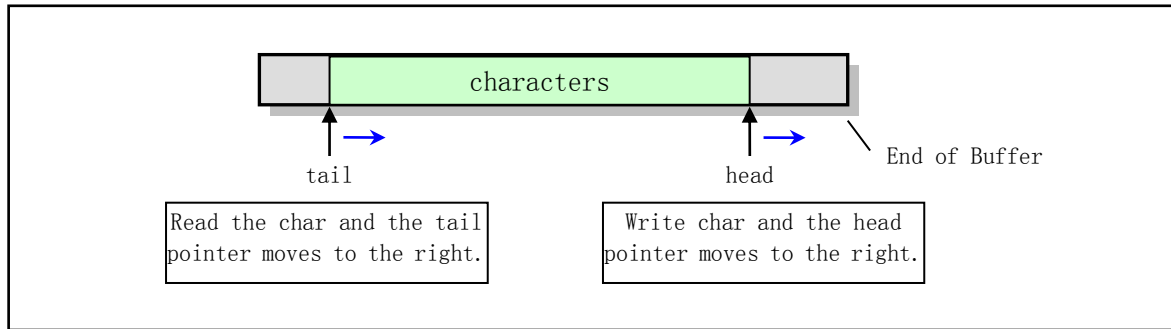 characters
End of Buffer
tail
head
Read the char and the tail
pointer moves to the right.
Write char and the head
pointer moves to the right.